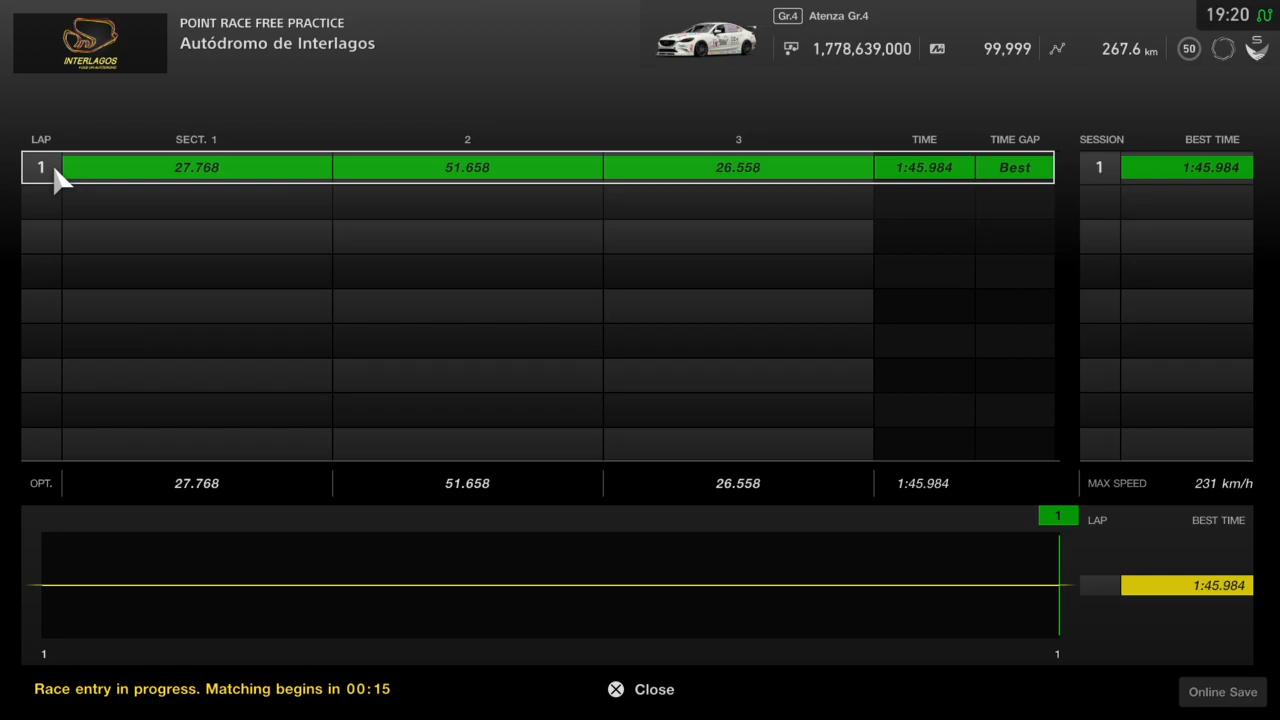 INTERLAGOS
POINT RACE FREE PRACTICE
Autódromo de Interlagos
Gr.4 Atenza Gr.4
1,778,639,000 99,999 267.6 km 50 S
19:20
LAP SECT. 1 2 3 TIME TIME GAP SESSION BEST TIME
1 27.768 51.658 26.558 1:45.984 Best 1 1:45.984
OPT. 27.768 51.658 26.558 1:45.984 MAX SPEED 231 km/h
1 LAP BEST TIME
1:45.984
1 1
Race entry in progress. Matching begins in 00:15
Close
Online Save